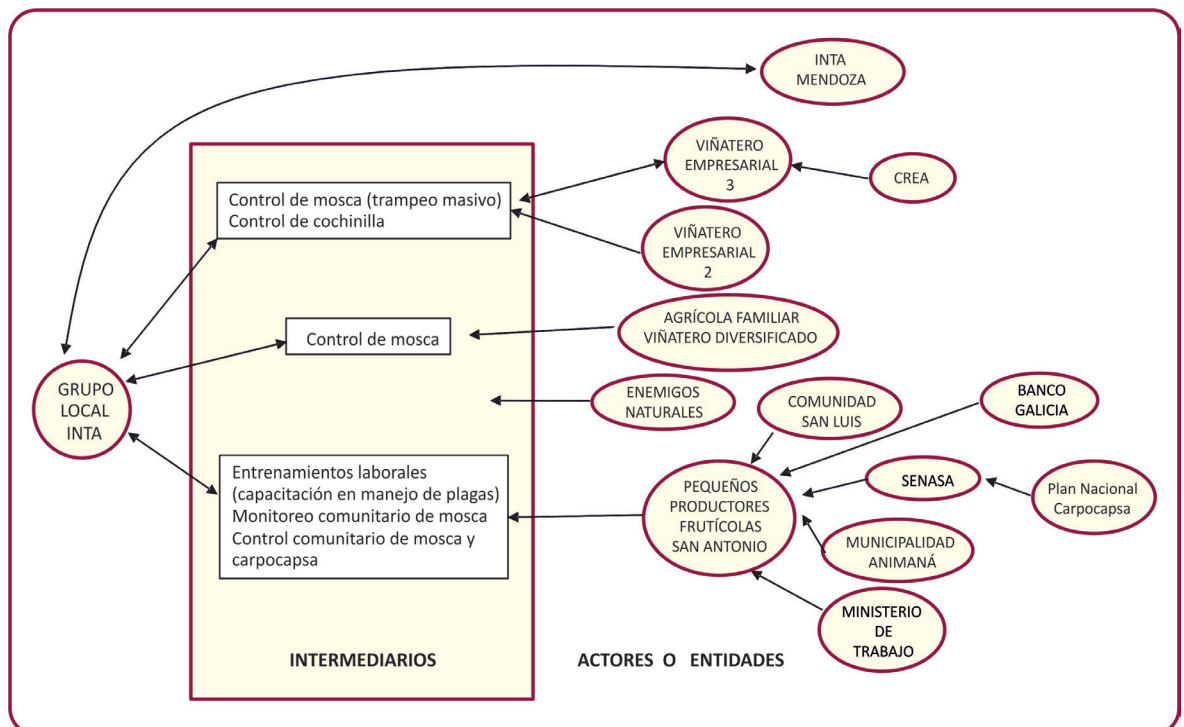 INTA
MENDOZA
VIÑATERO
EMPRESARIAL
3
CREA
Control de mosca (trampeo masivo)
Control de cochinilla
VIÑATERO
EMPRESARIAL
2
AGRÍCOLA FAMILIAR
VIÑATERO DIVERSIFICADO
Control de mosca
GRUPO
LOCAL
INTA
ENEMIGOS
NATURALES
COMUNIDAD
SAN LUIS
BANCO
GALICIA
Entrenamientos laborales
(capacitación en manejo de plagas)
Monitoreo comunitario de mosca
Control comunitario de mosca y
carpocapsa
PEQUEÑOS
PRODUCTORES
FRUTÍCOLAS
SAN ANTONIO
SENASA
Plan Nacional
Carpocapsa
MUNICIPALIDAD
ANIMANÁ
MINISTERIO
DE
TRABAJO
INTERMEDIARIOS
ACTORES O ENTIDADES